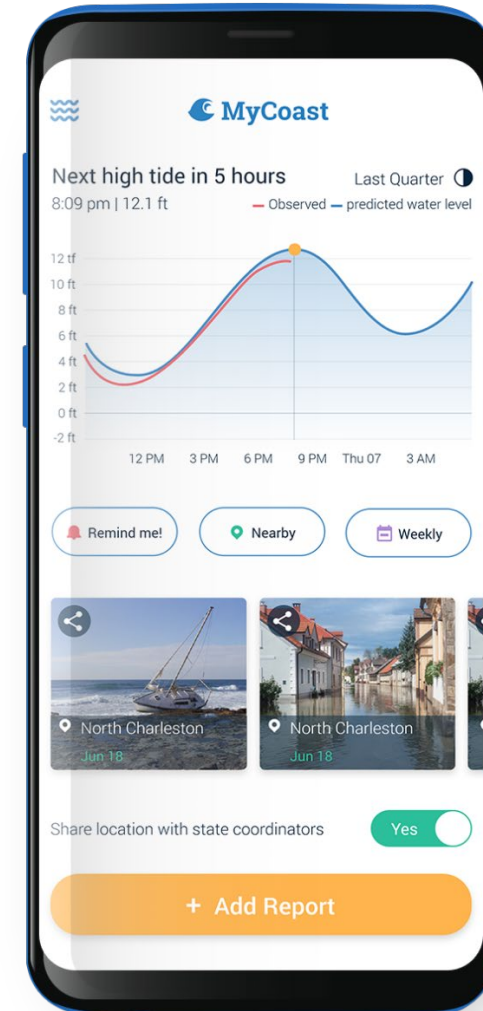 MyCoast
Next high tide in 5 hours
Last Quarter
8:09 pm | 12.1 ft
Observed
predicted water level
12 tf
10 ft
8 ft
6 ft
4 ft
2 ft
0 ft
-2 ft
12 PM 3 PM 6 PM 9 PM Thu 07 3 AM
Remind me!
Nearby
Weekly
North Charleston
Jun 18
North Charleston
Jun 18
Share location with state coordinators
Yes
+ Add Report